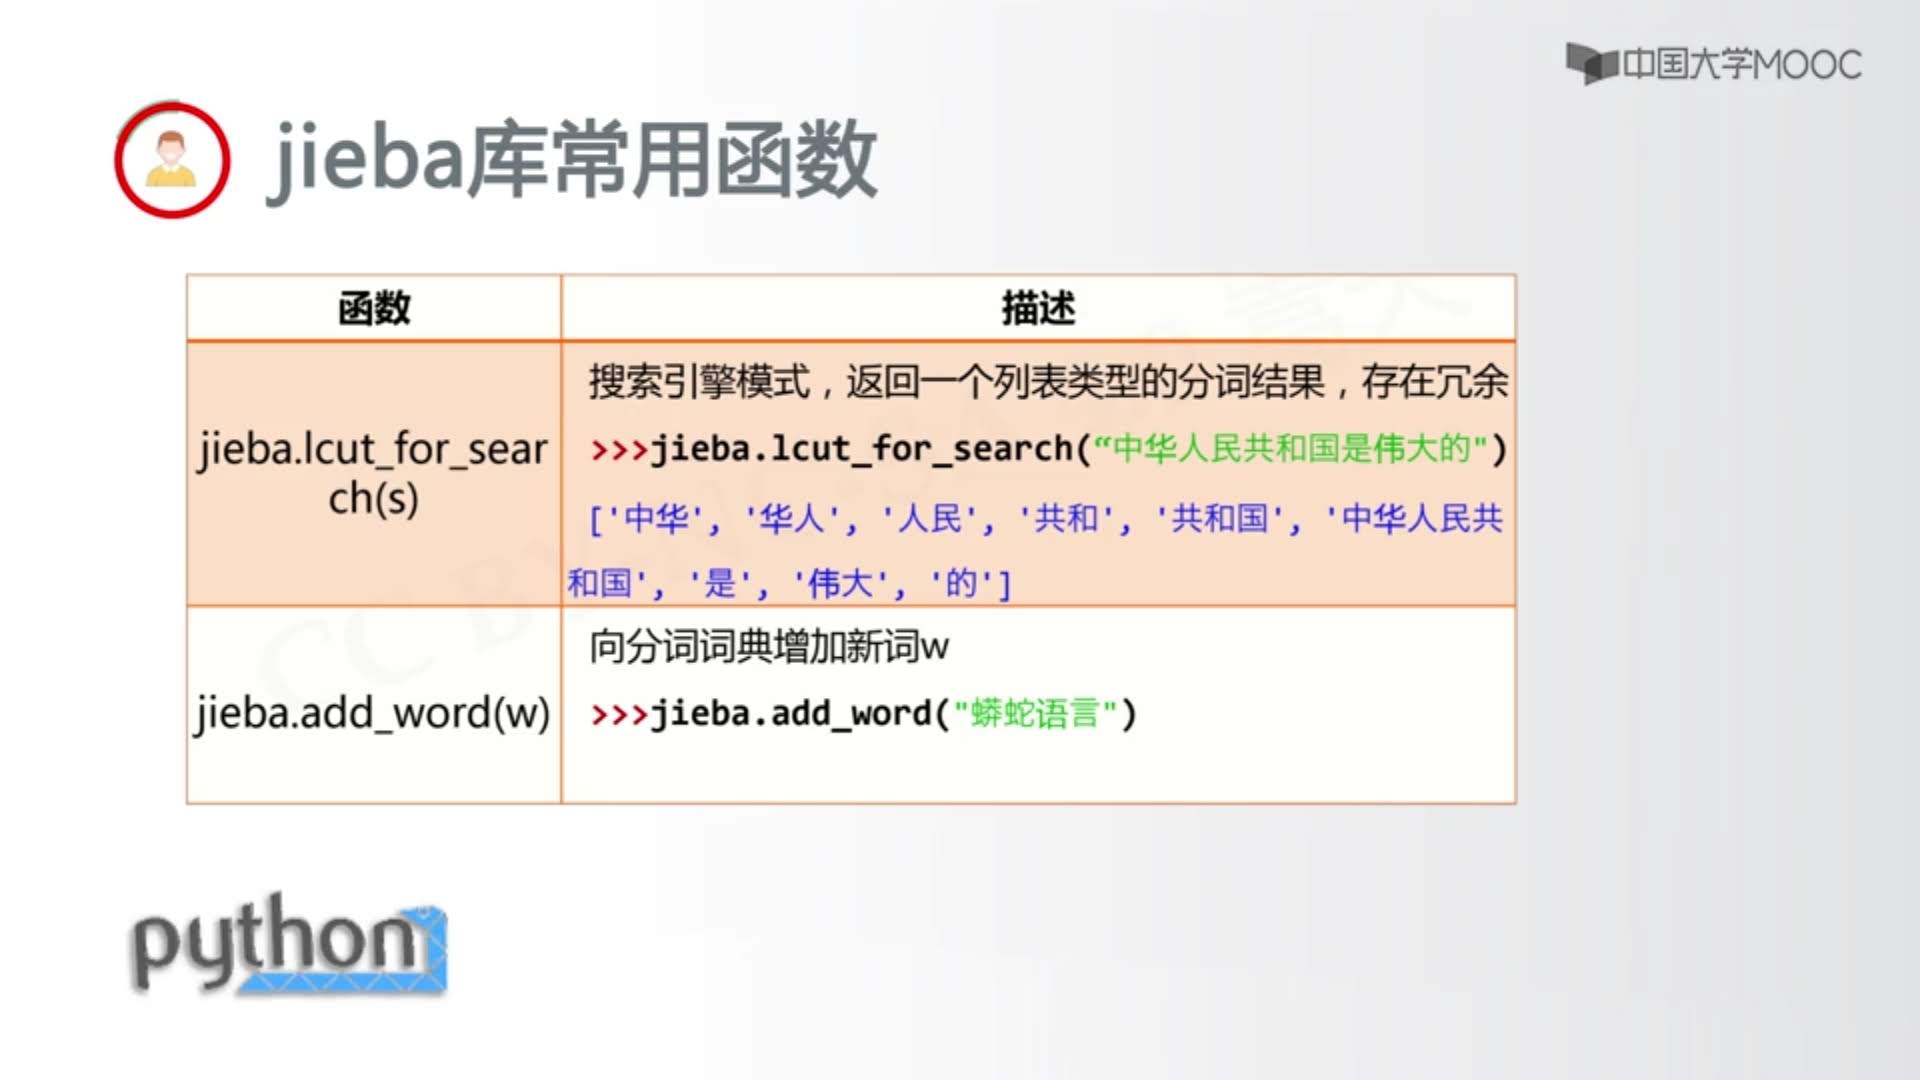 中国大学MOOC
jieba库常用函数
函数
描述
jieba.lcut_for_sear
ch(s)
搜索引擎模式，返回一个列表类型的分词结果，存在冗余
>>>jieba.lcut_for_search(“中华人民共和国是伟大的")
['中华', '华人', '人民', '共和', '共和国', '中华人民共
和国', '是', '伟大', '的']
jieba.add_word(w)
向分词词典增加新词w
>>>jieba.add_word("蟒蛇语言")
python